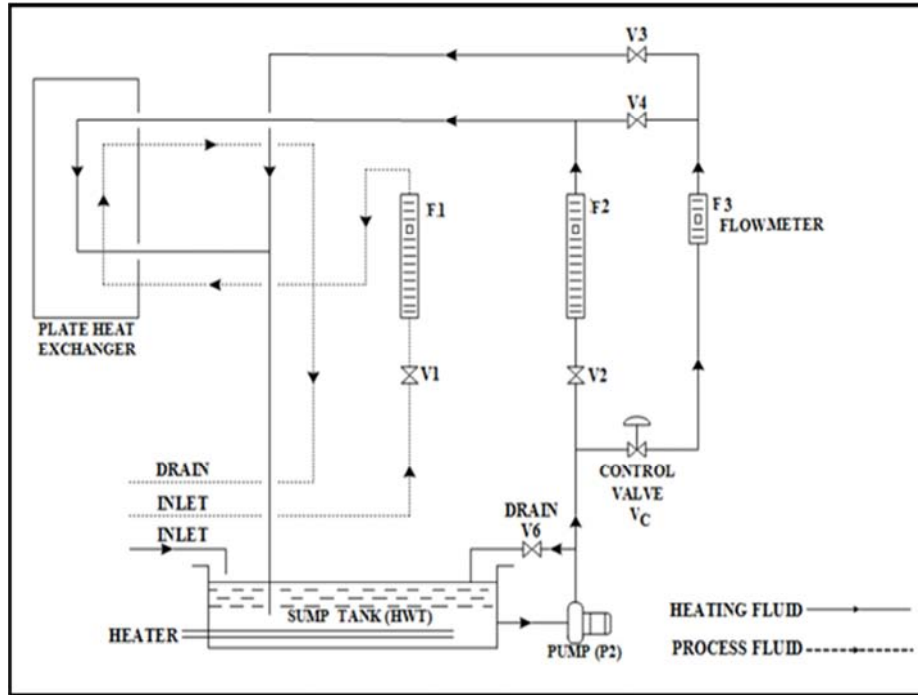 V3
V4
F1
F2
F3
FLOWMETER
PLATE HEAT
EXCHANGER
V1
V2
DRAIN
INLET
INLET
CONTROL
VALVE
VC
DRAIN
V6
SUMP TANK (HWT)
HEATER
PUMP (P2)
HEATING FLUID
PROCESS FLUID